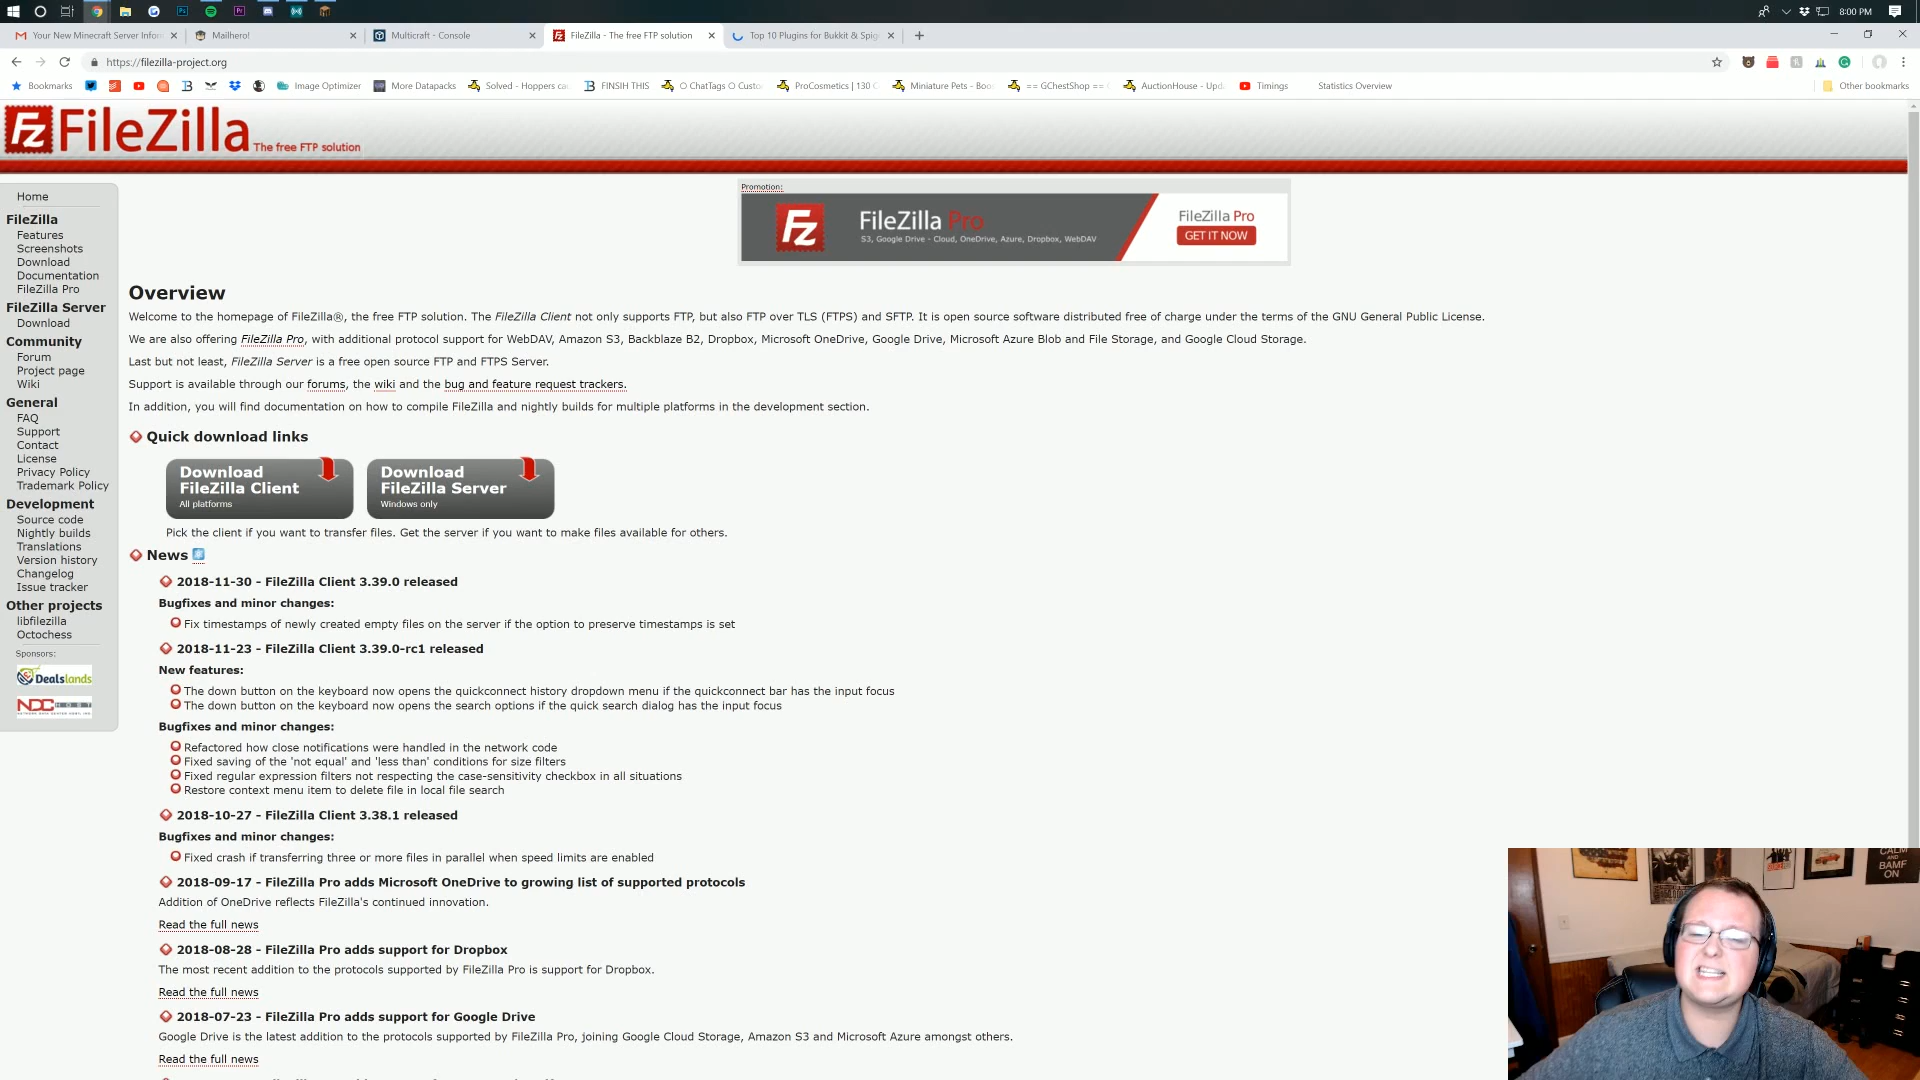 8:00 PM
Your New Minecraft Server Infor
Mailhero!
Multicraft - Console
FileZilla - The free FTP solution
Top 10 Plugins for Bukkit & Spig
https://filezilla-project.org
Bookmarks
Image Optimizer
More Datapacks
Solved - Hoppers ca
FINSIH THIS
O ChatTags O Custo
ProCosmetics | 130 C
Miniature Pets - Boo
== GChestShop ==
AuctionHouse - Upd
Timings
Statistics Overview
Other bookmarks
Fz FileZilla The free FTP solution
Promotion:
Fz
FileZilla Pro
S3, Google Drive - Cloud, OneDrive, Azure, Dropbox, WebDAV
FileZilla Pro
GET IT NOW
Home
FileZilla
Features
Screenshots
Download
Documentation
FileZilla Pro
FileZilla Server
Download
Community
Forum
Project page
Wiki
General
FAQ
Support
Contact
License
Privacy Policy
Trademark Policy
Development
Source code
Nightly builds
Translations
Version history
Changelog
Issue tracker
Other projects
libfilezilla
Octochess
Sponsors:
Dealslands
NDC HOST
Overview
Welcome to the homepage of FileZilla®, the free FTP solution. The FileZilla Client not only supports FTP, but also FTP over TLS (FTPS) and SFTP. It is open source software distributed free of charge under the terms of the GNU General Public License.
We are also offering FileZilla Pro, with additional protocol support for WebDAV, Amazon S3, Backblaze B2, Dropbox, Microsoft OneDrive, Google Drive, Microsoft Azure Blob and File Storage, and Google Cloud Storage.
Last but not least, FileZilla Server is a free open source FTP and FTPS Server.
Support is available through our forums, the wiki and the bug and feature request trackers.
In addition, you will find documentation on how to compile FileZilla and nightly builds for multiple platforms in the development section.
Quick download links
Download
FileZilla Client
All platforms
Download
FileZilla Server
Windows only
Pick the client if you want to transfer files. Get the server if you want to make files available for others.
News
2018-11-30 - FileZilla Client 3.39.0 released
Bugfixes and minor changes:
Fix timestamps of newly created empty files on the server if the option to preserve timestamps is set
2018-11-23 - FileZilla Client 3.39.0-rc1 released
New features:
The down button on the keyboard now opens the quickconnect history dropdown menu if the quickconnect bar has the input focus
The down button on the keyboard now opens the search options if the quick search dialog has the input focus
Bugfixes and minor changes:
Refactored how close notifications were handled in the network code
Fixed saving of the 'not equal' and 'less than' conditions for size filters
Fixed regular expression filters not respecting the case-sensitivity checkbox in all situations
Restore context menu item to delete file in local file search
2018-10-27 - FileZilla Client 3.38.1 released
Bugfixes and minor changes:
Fixed crash if transferring three or more files in parallel when speed limits are enabled
2018-09-17 - FileZilla Pro adds Microsoft OneDrive to growing list of supported protocols
Addition of OneDrive reflects FileZilla's continued innovation.
Read the full news
2018-08-28 - FileZilla Pro adds support for Dropbox
The most recent addition to the protocols supported by FileZilla Pro is support for Dropbox.
Read the full news
2018-07-23 - FileZilla Pro adds support for Google Drive
Google Drive is the latest addition to the protocols supported by FileZilla Pro, joining Google Cloud Storage, Amazon S3 and Microsoft Azure amongst others.
Read the full news
CALM
AND
BAMF
ON